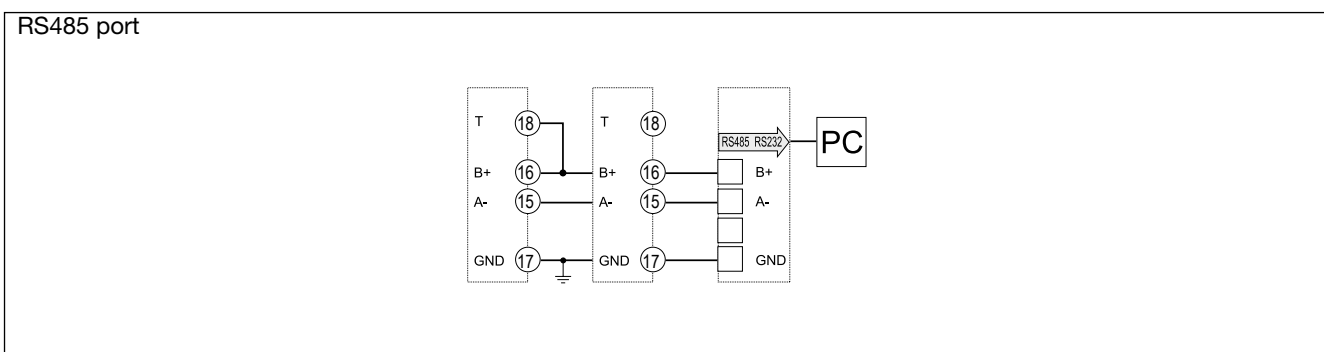 RS485 port
T 18 T 18
RS485 RS232 PC
B+ 16 B+ 16 B+
A- 15 A- 15 A-
GND 17 GND 17 GND